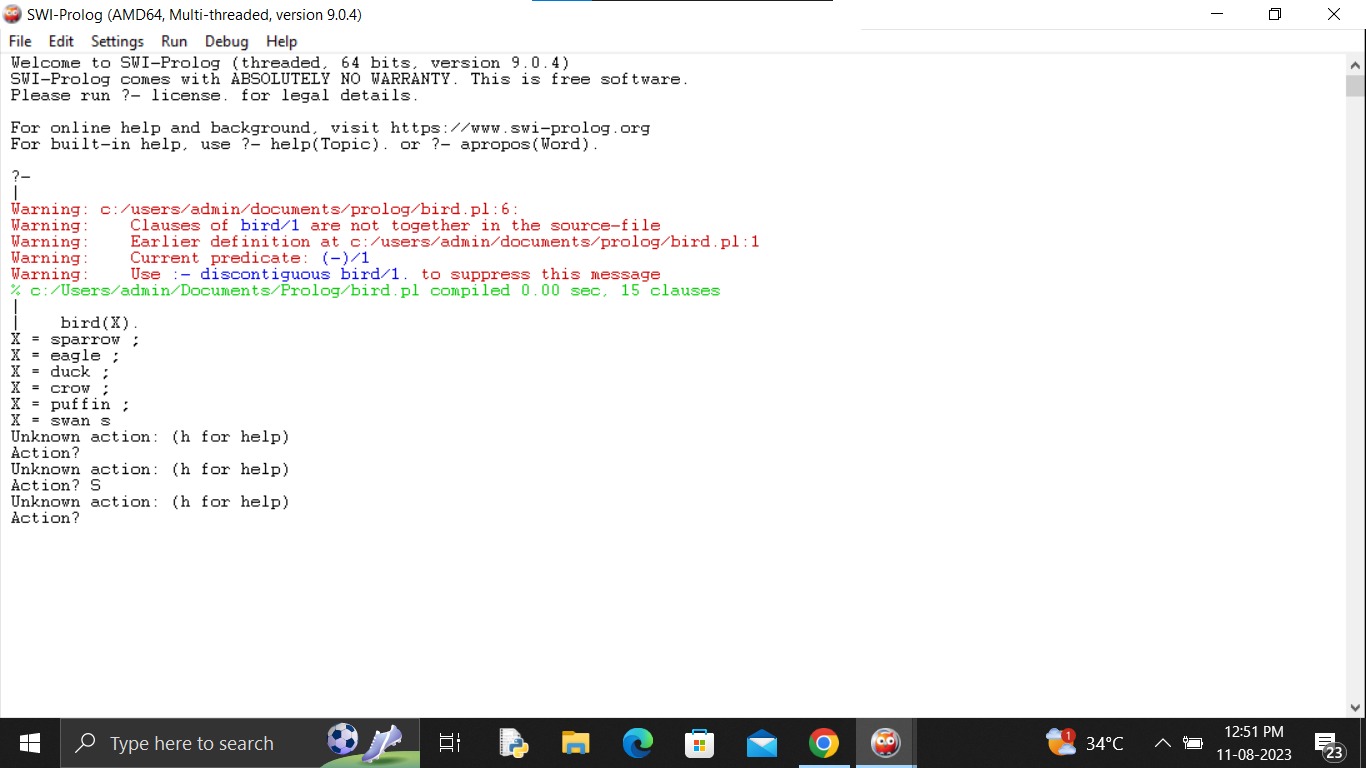 SWI-Prolog (AMD64, Multi-threaded, version 9.0.4)
File Edit Settings Run Debug Help
Welcome to SWI-Prolog (threaded, 64 bits, version 9.0.4)
SWI-Prolog comes with ABSOLUTELY NO WARRANTY. This is free software.
Please run ?- license. for legal details.
For online help and background, visit https://www.swi-prolog.org
For built-in help, use ?- help(Topic). or ?- apropos(Word).
?-
|
Warning: c:/users/admin/documents/prolog/bird.pl:6:
Warning:    Clauses of bird/1 are not together in the source-file
Warning:    Earlier definition at c:/users/admin/documents/prolog/bird.pl:1
Warning:    Current predicate: (-)/1
Warning:    Use :- discontiguous bird/1. to suppress this message
% c:/Users/admin/Documents/Prolog/bird.pl compiled 0.00 sec, 15 clauses
|
|    bird(X).
X = sparrow ;
X = eagle ;
X = duck ;
X = crow ;
X = puffin ;
X = swan s
Unknown action: (h for help)
Action?
Unknown action: (h for help)
Action? S
Unknown action: (h for help)
Action?
Type here to search
1
34°C
12:51 PM
11-08-2023
23